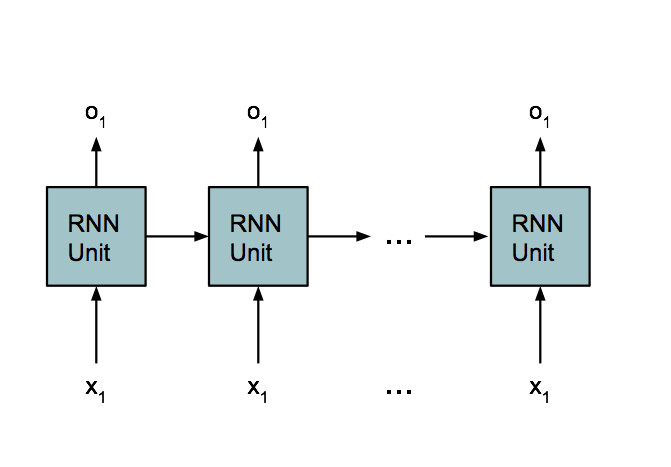 o1 o1 o1
RNN Unit RNN Unit RNN Unit
...
x1 x1 ... x1